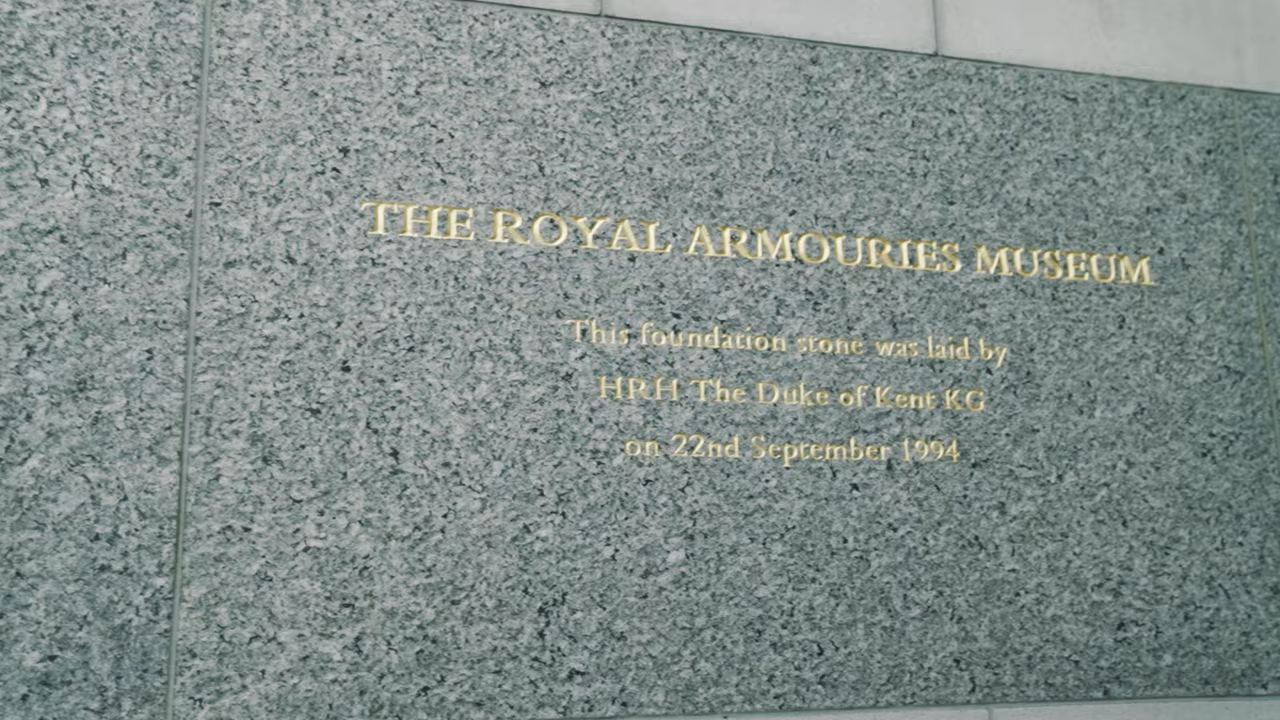 THE ROYAL ARMOURIES MUSEUM
This foundation stone was laid by
HRH The Duke of Kent KG
on 22nd September 1994